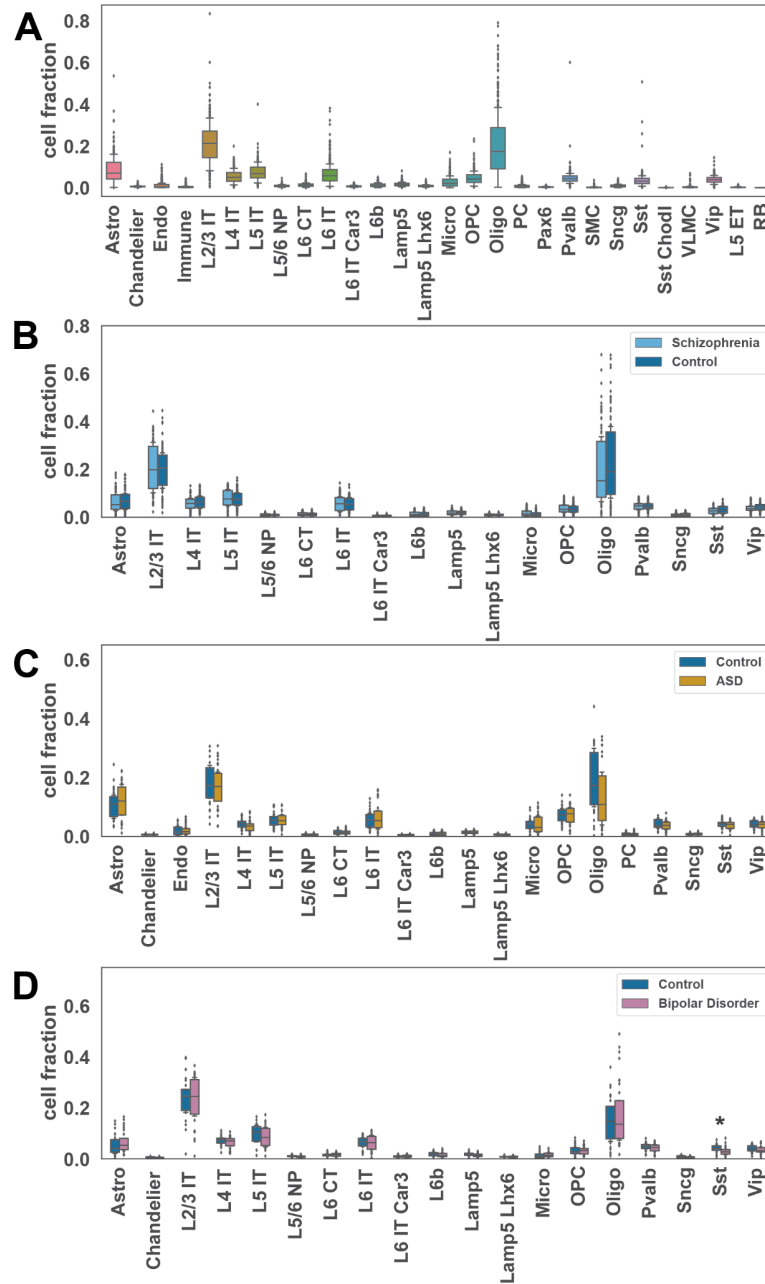 A
cell fraction
0.8
0.6
0.4
0.2
0.0
Astro
Chandelier
Endo
Immune
L2/3 IT
L4 IT
L5 IT
L5/6 NP
L6 CT
L6 IT
L6 IT Car3
L6b
Lamp5
Lamp5 Lhx6
Micro
OPC
Oligo
PC
Pax6
Pvalb
SMC
Sncg
Sst
Sst Chodl
VLMC
Vip
L5 ET
RB
B
cell fraction
0.8
0.6
0.4
0.2
0.0
Schizophrenia
Control
Astro
L2/3 IT
L4 IT
L5 IT
L5/6 NP
L6 CT
L6 IT
L6 IT Car3
L6b
Lamp5
Lamp5 Lhx6
Micro
OPC
Oligo
Pvalb
Sncg
Sst
Vip
C
cell fraction
0.6
0.4
0.2
0.0
Control
ASD
Astro
Chandelier
Endo
L2/3 IT
L4 IT
L5 IT
L5/6 NP
L6 CT
L6 IT
L6 IT Car3
L6b
Lamp5
Lamp5 Lhx6
Micro
OPC
Oligo
PC
Pvalb
Sncg
Sst
Vip
D
cell fraction
0.6
0.4
0.2
0.0
Control
Bipolar Disorder
*
Astro
Chandelier
L2/3 IT
L4 IT
L5 IT
L5/6 NP
L6 CT
L6 IT
L6 IT Car3
L6b
Lamp5
Lamp5 Lhx6
Micro
OPC
Oligo
Pvalb
Sncg
Sst
Vip